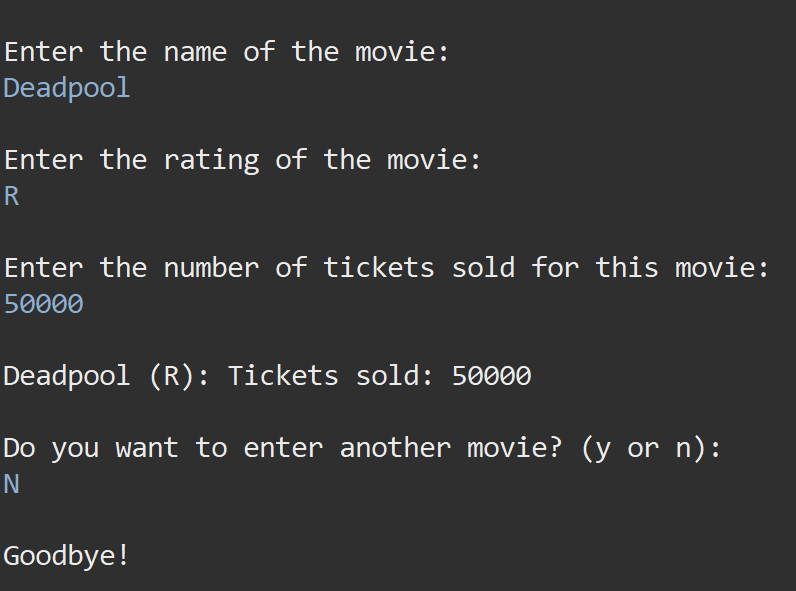 Enter the name of the movie:
Deadpool
Enter the rating of the movie:
R
Enter the number of tickets sold for this movie:
50000
Deadpool (R): Tickets sold: 50000
Do you want to enter another movie? (y or n):
N
Goodbye!